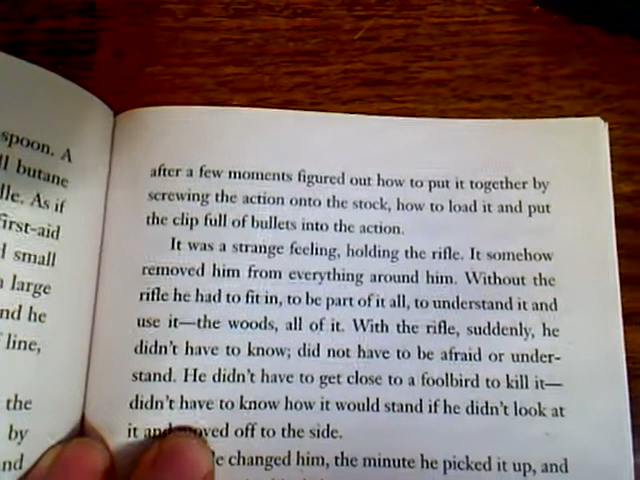 spoon. A
butane
As if
first-aid
small
large
he
line,
the
by
after a few moments figured out how to put it together by
screwing the action onto the stock, how to load it and put
the clip full of bullets into the action.
It was a strange feeling, holding the rifle. It somehow
removed him from everything around him. Without the
rifle he had to fit in, to be part of it all, to understand it and
use it—the woods, all of it. With the rifle, suddenly, he
didn't have to know; did not have to be afraid or under-
stand. He didn't have to get close to a foolbird to kill it—
didn't have to know how it would stand if he didn't look at
it and moved off to the side.
changed him, the minute he picked it up, and